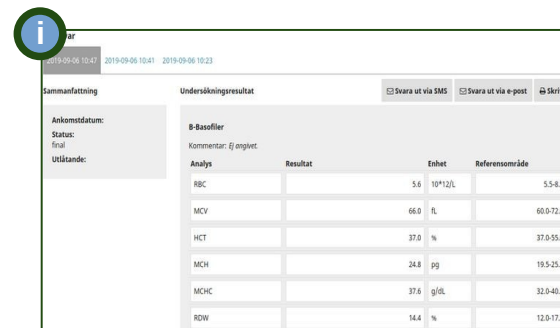 i
var
2019-09-06 10:47 2019-09-06 10:41 2019-09-06 10:23
Sammanfattning Undersökningsresultat Svara ut via SMS Svara ut via e-post Skri
Ankomstdatum:
Status:
final
Utlåtande:
B-Basofiler
Kommentar: Ej angivet.
Analys Resultat Enhet Referensområde
RBC 5.6 10*12/L 5.5-8.
MCV 66.0 fL 60.0-72.
HCT 37.0 % 37.0-55.
MCH 24.8 pg 19.5-25.
MCHC 37.6 g/dL 32.0-40.
RDW 14.4 % 12.0-17.